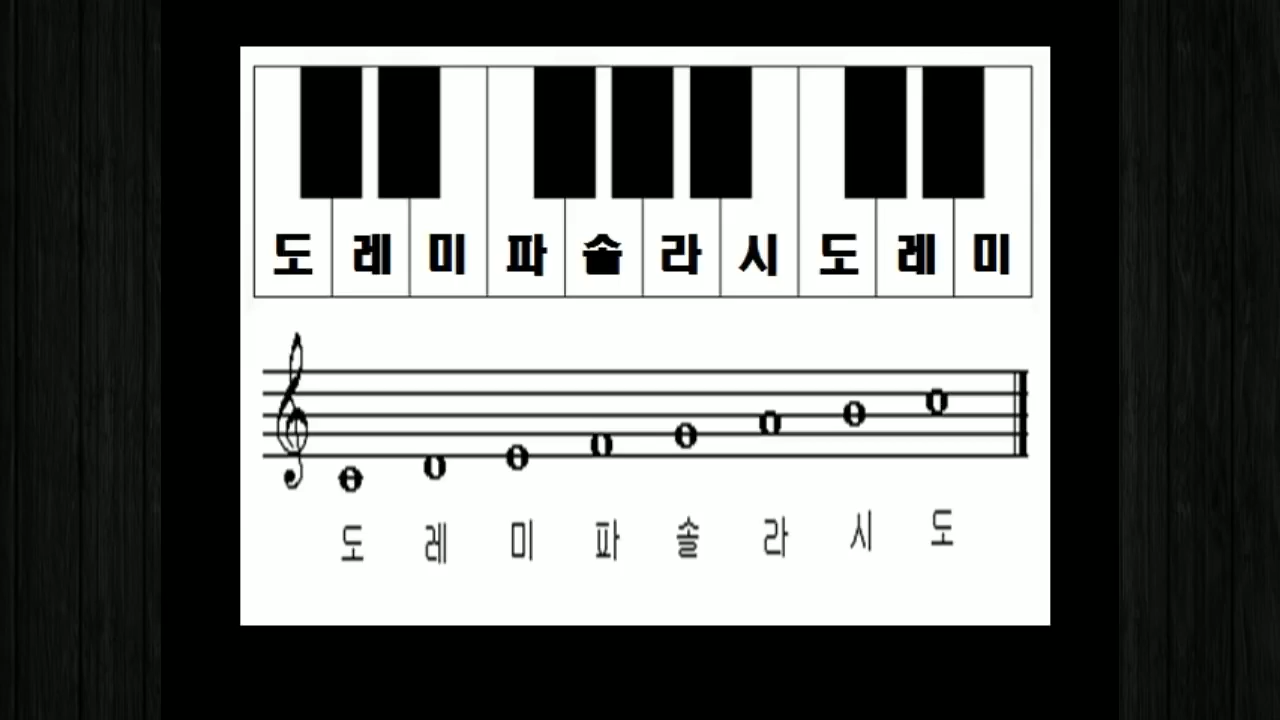 도 레 미 파 솔 라 시 도 레 미
도 레 미 파 솔 라 시 도